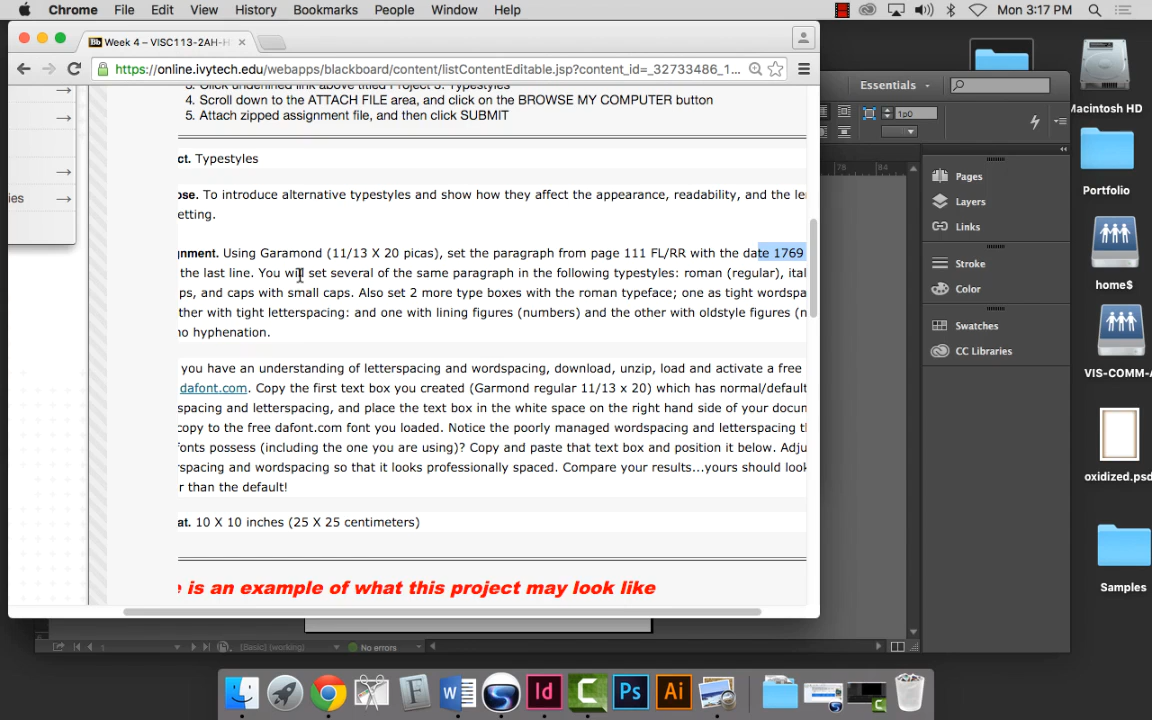 Chrome File Edit View History Bookmarks People Window Help Mon 3:17 PM
Bb Week 4 – VISC113-2AH-H
https://online.ivytech.edu/webapps/blackboard/content/listContentEditable.jsp?content_id=_32733486_1...
3. Click underlined link above titled Project 3: Typestyles
4. Scroll down to the ATTACH FILE area, and click on the BROWSE MY COMPUTER button
5. Attach zipped assignment file, and then click SUBMIT
ies
ct. Typestyles
ose. To introduce alternative typestyles and show how they affect the appearance, readability, and the le
etting.
gnment. Using Garamond (11/13 X 20 picas), set the paragraph from page 111 FL/RR with the date 1769
the last line. You will set several of the same paragraph in the following typestyles: roman (regular), ital
ps, and caps with small caps. Also set 2 more type boxes with the roman typeface; one as tight wordspa
ther with tight letterspacing: and one with lining figures (numbers) and the other with oldstyle figures (n
no hyphenation.
you have an understanding of letterspacing and wordspacing, download, unzip, load and activate a free
dafont.com. Copy the first text box you created (Garmond regular 11/13 x 20) which has normal/default
spacing and letterspacing, and place the text box in the white space on the right hand side of your docum
copy to the free dafont.com font you loaded. Notice the poorly managed wordspacing and letterspacing t
fonts possess (including the one you are using)? Copy and paste that text box and position it below. Adju
rspacing and wordspacing so that it looks professionally spaced. Compare your results...yours should look
r than the default!
at. 10 X 10 inches (25 X 25 centimeters)
e is an example of what this project may look like
Essentials
1p0
78 84
Pages
Layers
Links
Stroke
Color
Swatches
CC Libraries
1 [Basic] (working) No errors
Macintosh HD
Portfolio
home$
VIS-COMM-A
oxidized.psd
Samples
F W S Id C Ps Ai